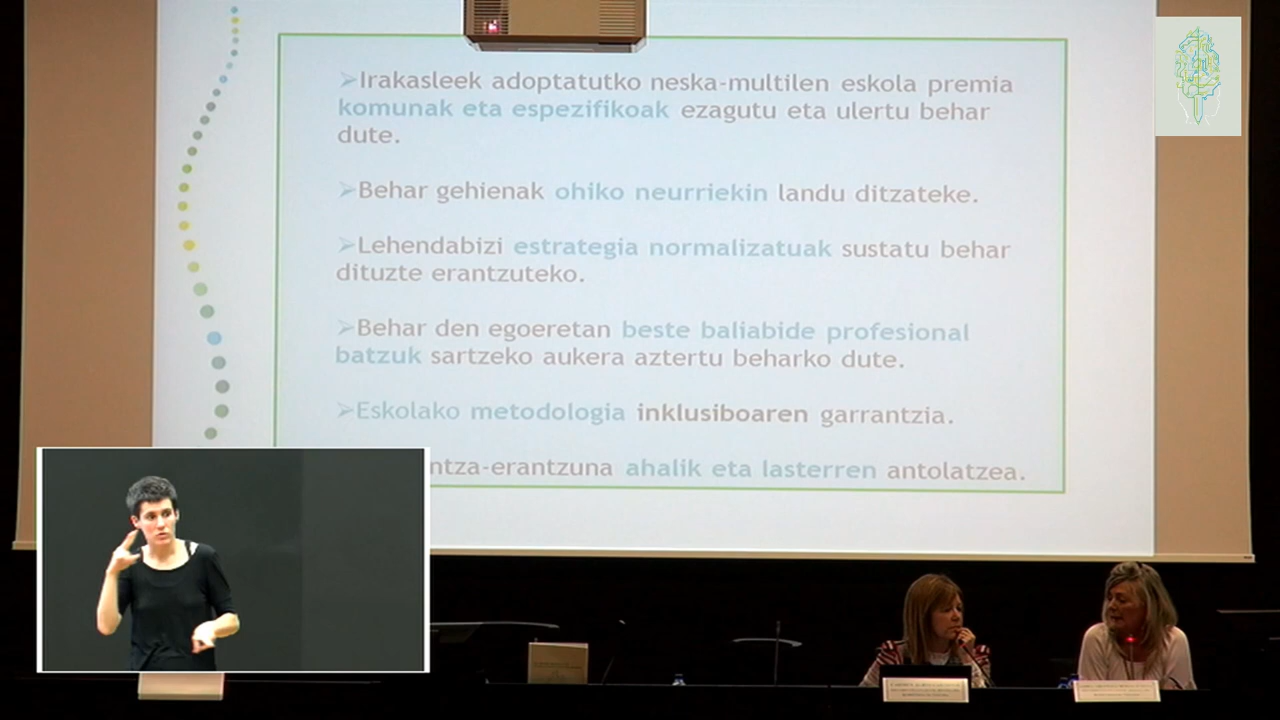 ➢Irakasleek adoptatutko neska-multilen eskola premia
komunak eta espezifikoak ezagutu eta ulertu behar
dute.
➢Behar gehienak ohiko neurriekin landu ditzateke.
➢Lehendabizi estrategia normalizatuak sustatu behar
dituzte erantzuteko.
➢Behar den egoeretan beste baliabide profesional
batzuk sartzeko aukera aztertu beharko dute.
➢Eskolako metodologia inklusiboaren garrantzia.
ntza-erantzuna ahalik eta lasterren antolatzea.